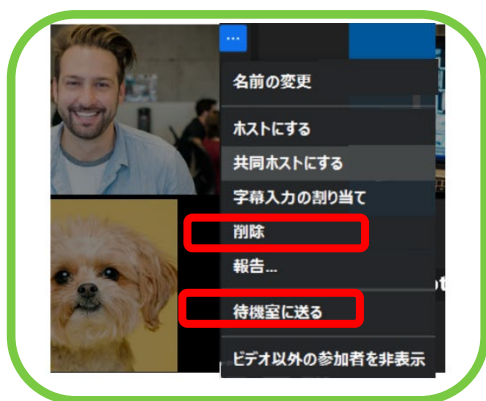 …
名前の変更
ホストにする
共同ホストにする
字幕入力の割り当て
削除
報告...
待機室に送る
ビデオ以外の参加者を非表示